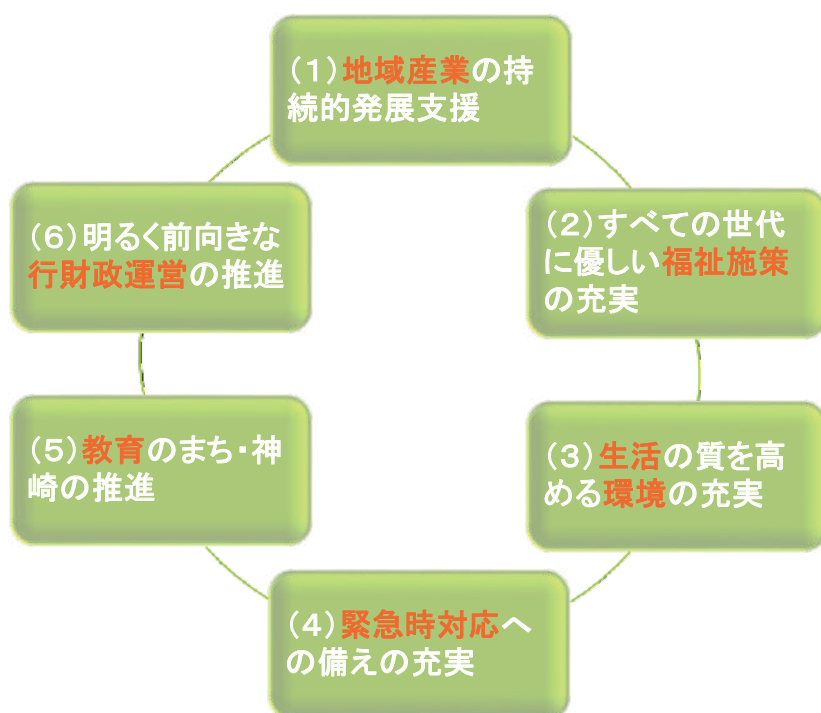 (1)地域産業の持
続的発展支援
(2)すべての世代
に優しい福祉施策
の充実
(3)生活の質を高
める環境の充実
(4)緊急時対応へ
の備えの充実
(5)教育のまち・神
崎の推進
(6)明るく前向きな
行財政運営の推進